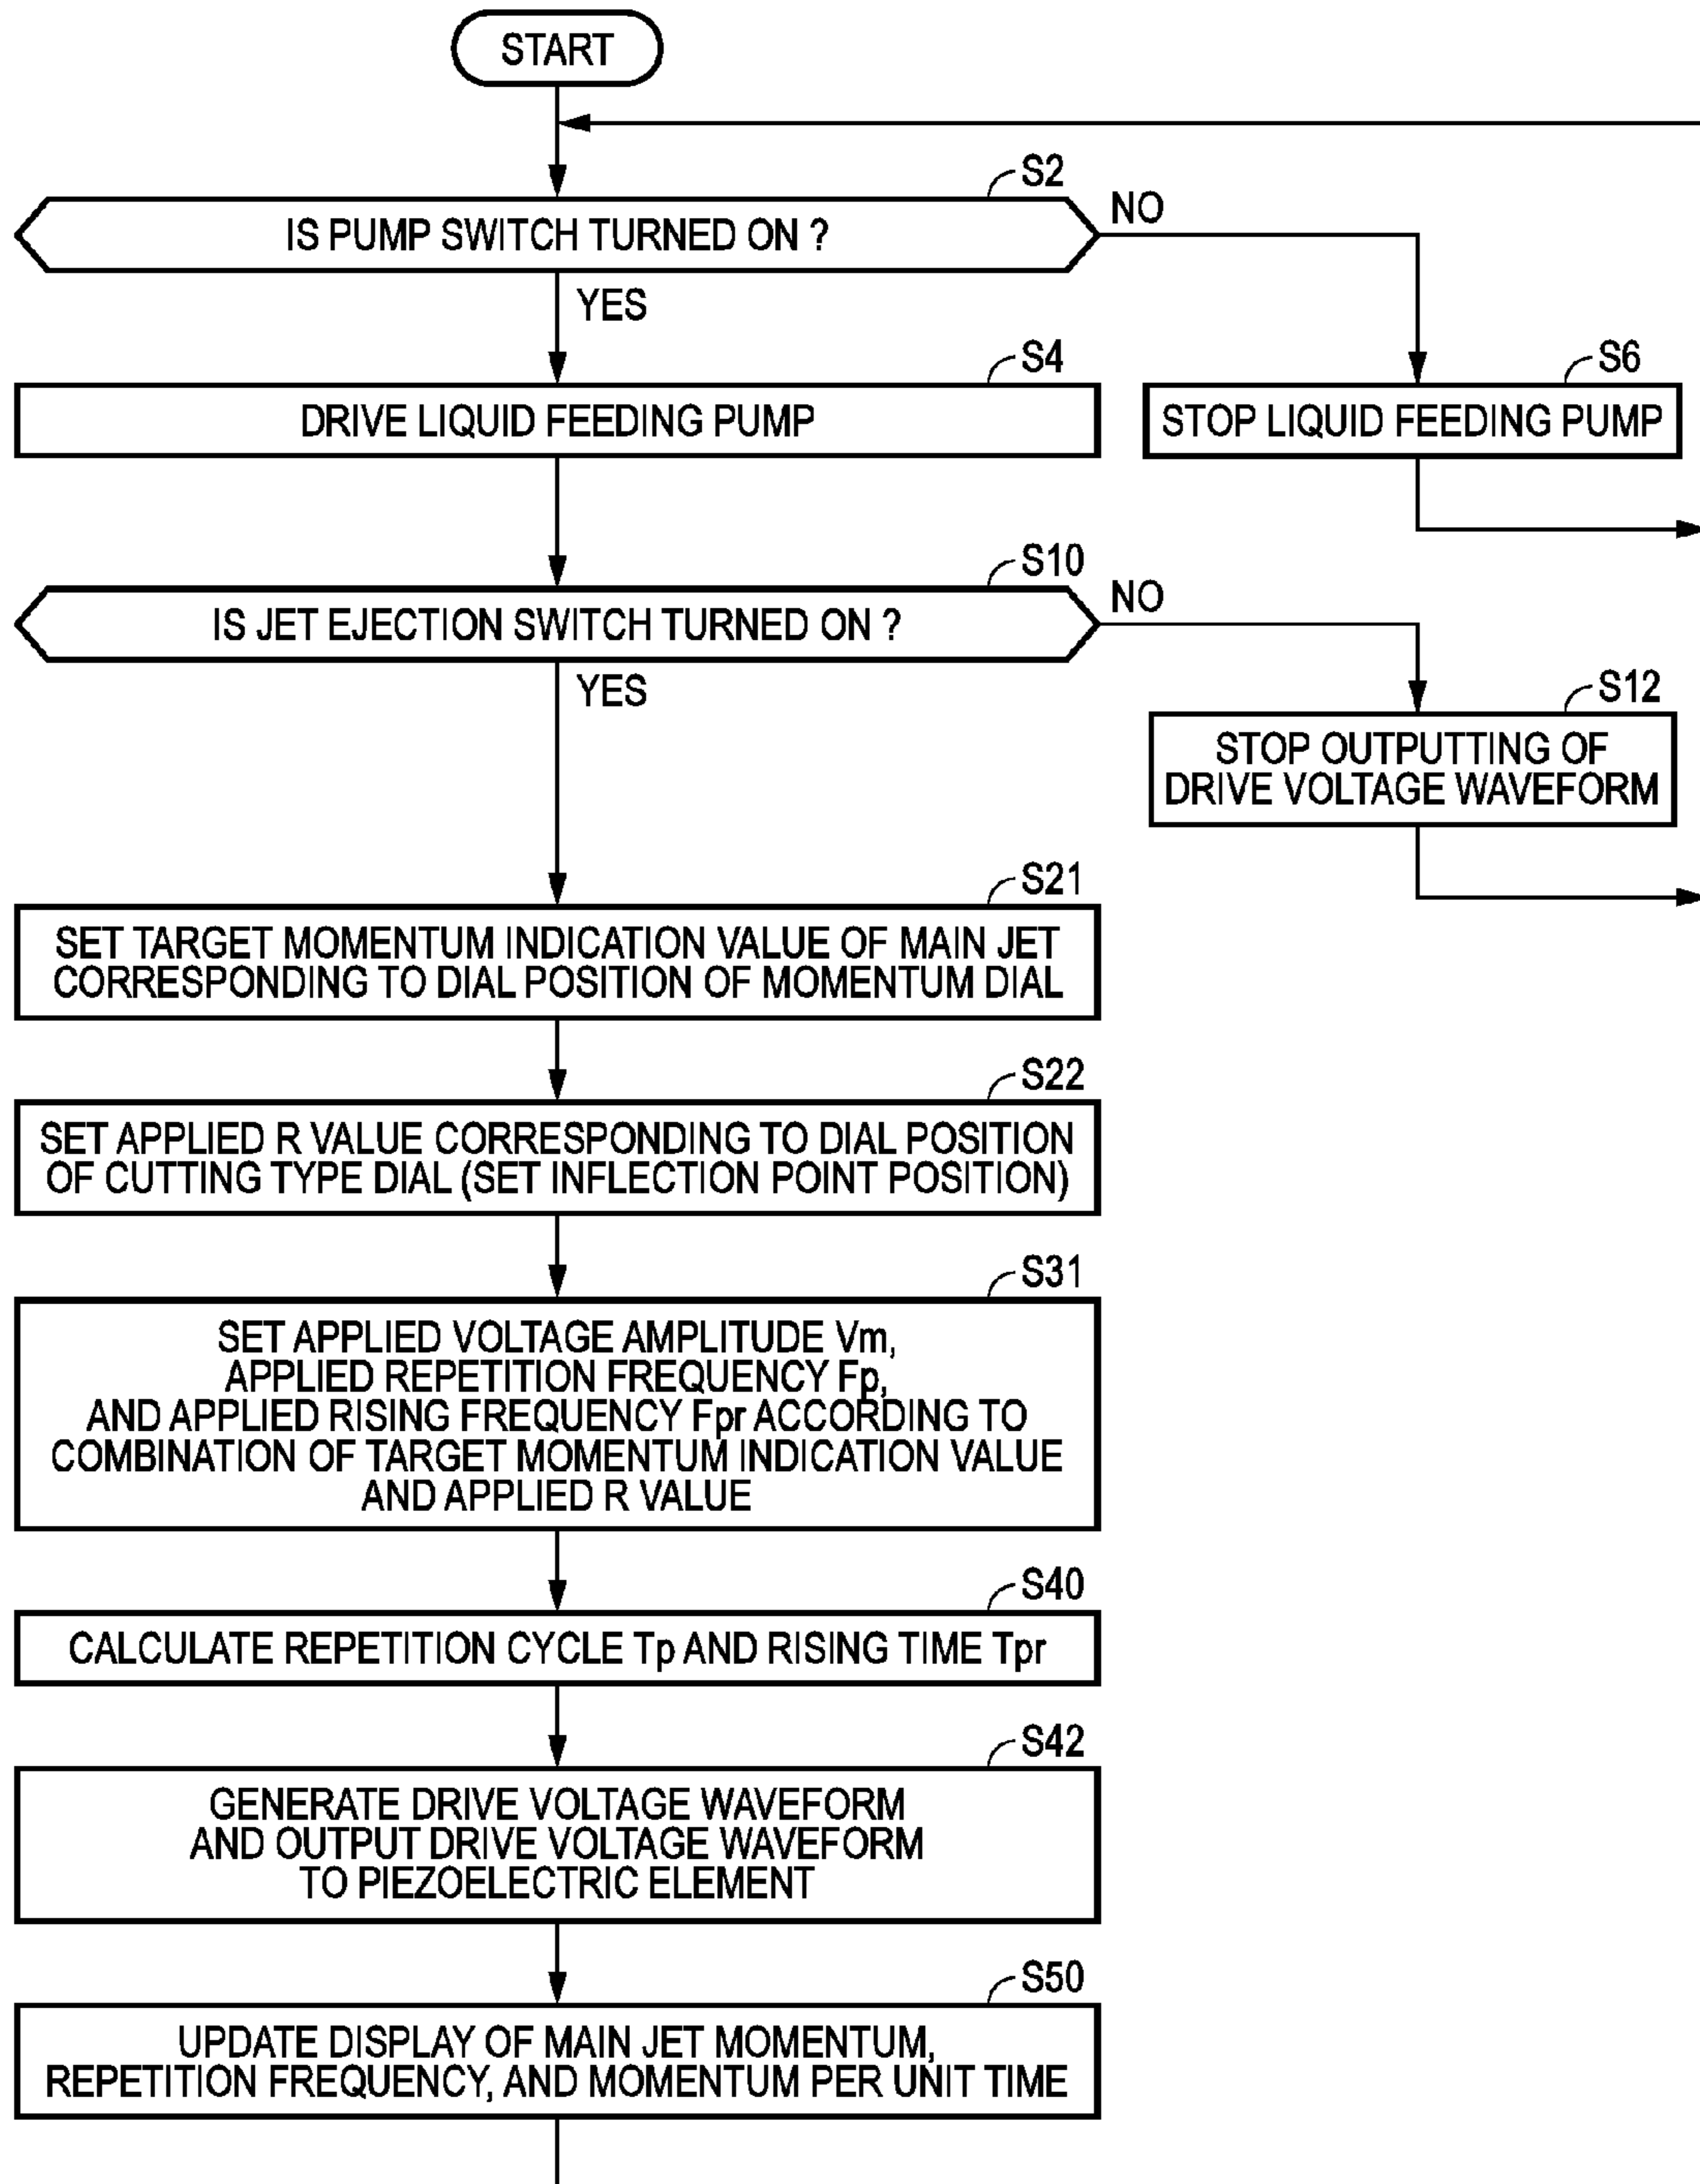 START
S2
IS PUMP SWITCH TURNED ON ?
NO
YES
S4
DRIVE LIQUID FEEDING PUMP
S6
STOP LIQUID FEEDING PUMP
S10
IS JET EJECTION SWITCH TURNED ON ?
NO
YES
S12
STOP OUTPUTTING OF
DRIVE VOLTAGE WAVEFORM
S21
SET TARGET MOMENTUM INDICATION VALUE OF MAIN JET
CORRESPONDING TO DIAL POSITION OF MOMENTUM DIAL
S22
SET APPLIED R VALUE CORRESPONDING TO DIAL POSITION
OF CUTTING TYPE DIAL (SET INFLECTION POINT POSITION)
S31
SET APPLIED VOLTAGE AMPLITUDE Vm,
APPLIED REPETITION FREQUENCY Fp,
AND APPLIED RISING FREQUENCY Fpr ACCORDING TO
COMBINATION OF TARGET MOMENTUM INDICATION VALUE
AND APPLIED R VALUE
S40
CALCULATE REPETITION CYCLE Tp AND RISING TIME Tpr
S42
GENERATE DRIVE VOLTAGE WAVEFORM
AND OUTPUT DRIVE VOLTAGE WAVEFORM
TO PIEZOELECTRIC ELEMENT
S50
UPDATE DISPLAY OF MAIN JET MOMENTUM,
REPETITION FREQUENCY, AND MOMENTUM PER UNIT TIME